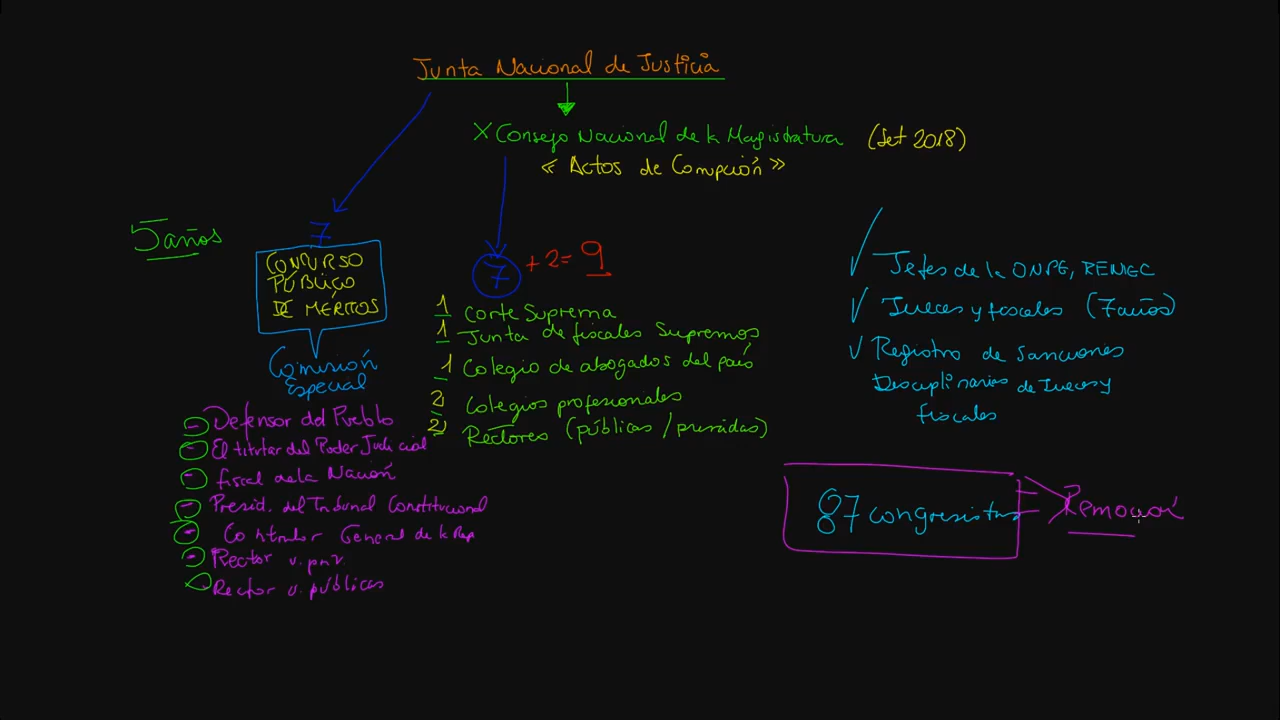 Junta Nacional de Justicia
X Consejo Nacional de la Magistratura (Set 2018)
« Actos de Corrupción »
5 años
7
CONCURSO
PÚBLICO
DE MÉRITOS
Comisión
Especial
- Defensor del Pueblo
- El titular del Poder Judicial
- fiscal de la Nación
- Presid. del Tribunal Constitucional
- Contralor General de la Rep
- Rector u. priv.
- Rector u. públicas
7 + 2 = 9
1 Corte Suprema
1 Junta de fiscales Supremos
1 Colegio de abogados del país
2 Colegios profesionales
2 Rectores (públicas / privadas)
✓ Jefes de la ONPE, RENIEC
✓ Jueces y fiscales (7 años)
✓ Registro de Sanciones
Disciplinarias de Jueces y
fiscales
87 congresistas
Remoción